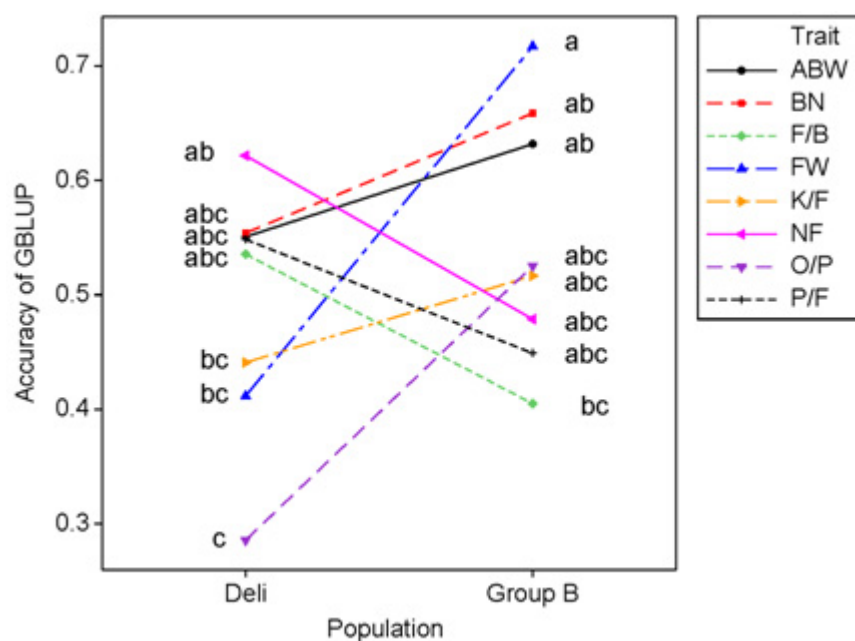 0.7
0.6
0.5
0.4
0.3
Accuracy of GBLUP
ab
abc
abc
abc
bc
bc
c
a
ab
ab
abc
abc
abc
abc
bc
Deli
Group B
Population
Trait
ABW
BN
F/B
FW
K/F
NF
O/P
P/F